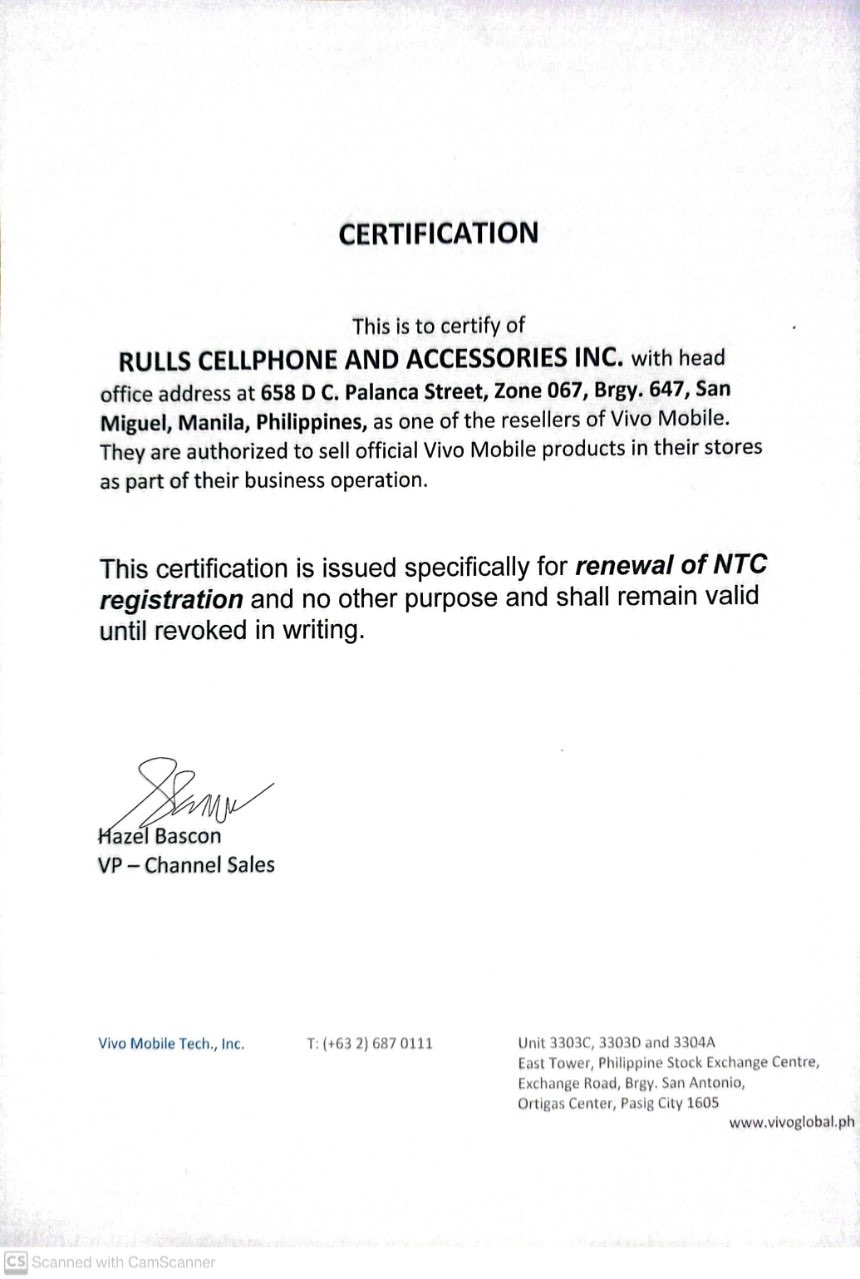 CERTIFICATION
This is to certify of
RULLS CELLPHONE AND ACCESSORIES INC. with head
office address at 658 D C. Palanca Street, Zone 067, Brgy. 647, San
Miguel, Manila, Philippines, as one of the resellers of Vivo Mobile.
They are authorized to sell official Vivo Mobile products in their stores
as part of their business operation.
This certification is issued specifically for renewal of NTC
registration and no other purpose and shall remain valid
until revoked in writing.
Hazel Bascon
VP – Channel Sales
Vivo Mobile Tech., Inc.
T: (+63 2) 687 0111
Unit 3303C, 3303D and 3304A
East Tower, Philippine Stock Exchange Centre,
Exchange Road, Brgy. San Antonio,
Ortigas Center, Pasig City 1605
www.vivoglobal.ph
CS Scanned with CamScanner